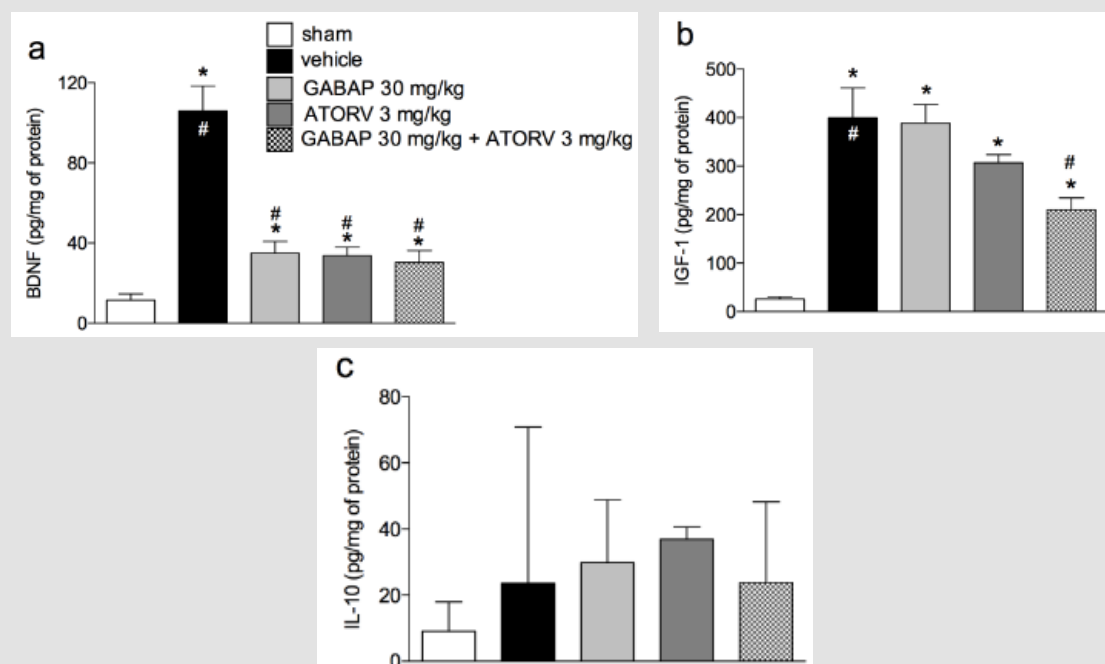 a
sham
vehicle
GABAP 30 mg/kg
ATORV 3 mg/kg
GABAP 30 mg/kg + ATORV 3 mg/kg
BDNF (pg/mg of protein)
120
80
40
0
*
#
#
*
#
*
#
*
b
IGF-1 (pg/mg of protein)
500
400
300
200
100
0
*
#
*
*
#
*
c
IL-10 (pg/mg of protein)
80
60
40
20
0